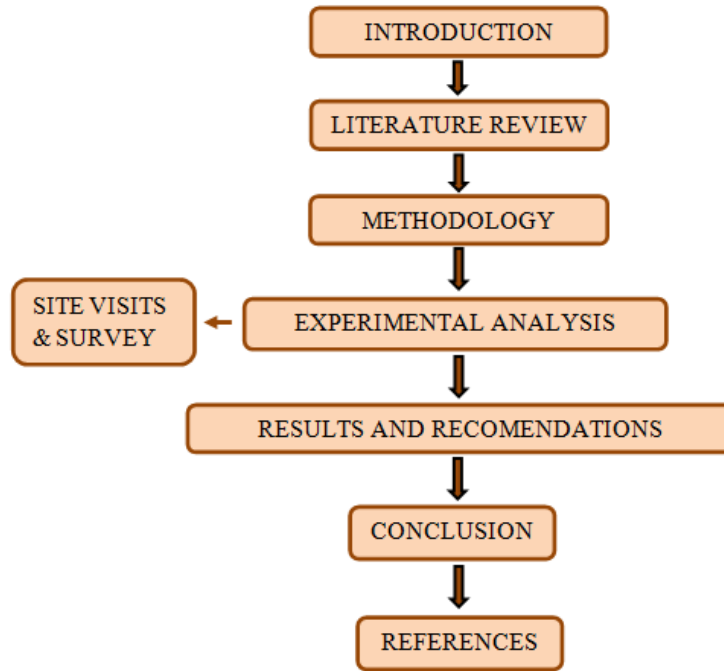 INTRODUCTION
LITERATURE REVIEW
METHODOLOGY
SITE VISITS
& SURVEY
EXPERIMENTAL ANALYSIS
RESULTS AND RECOMENDATIONS
CONCLUSION
REFERENCES